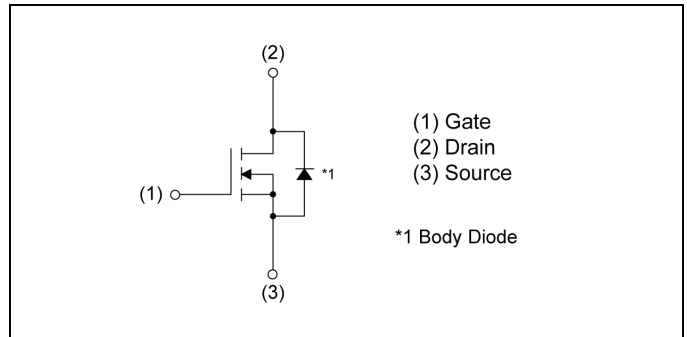 (2)
(1) Gate
(2) Drain
(3) Source
*1
(1)
*1 Body Diode
(3)